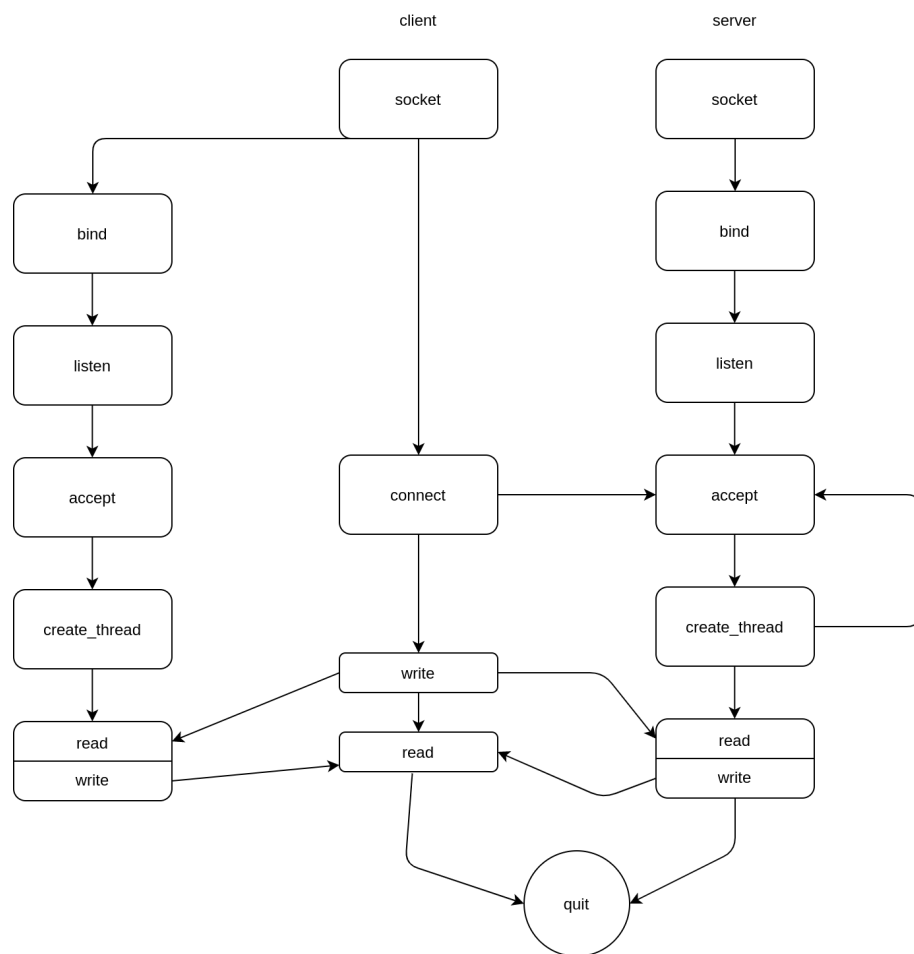 client
server
socket
socket
bind
bind
listen
listen
accept
connect
accept
create_thread
create_thread
write
read
read
read
write
write
quit